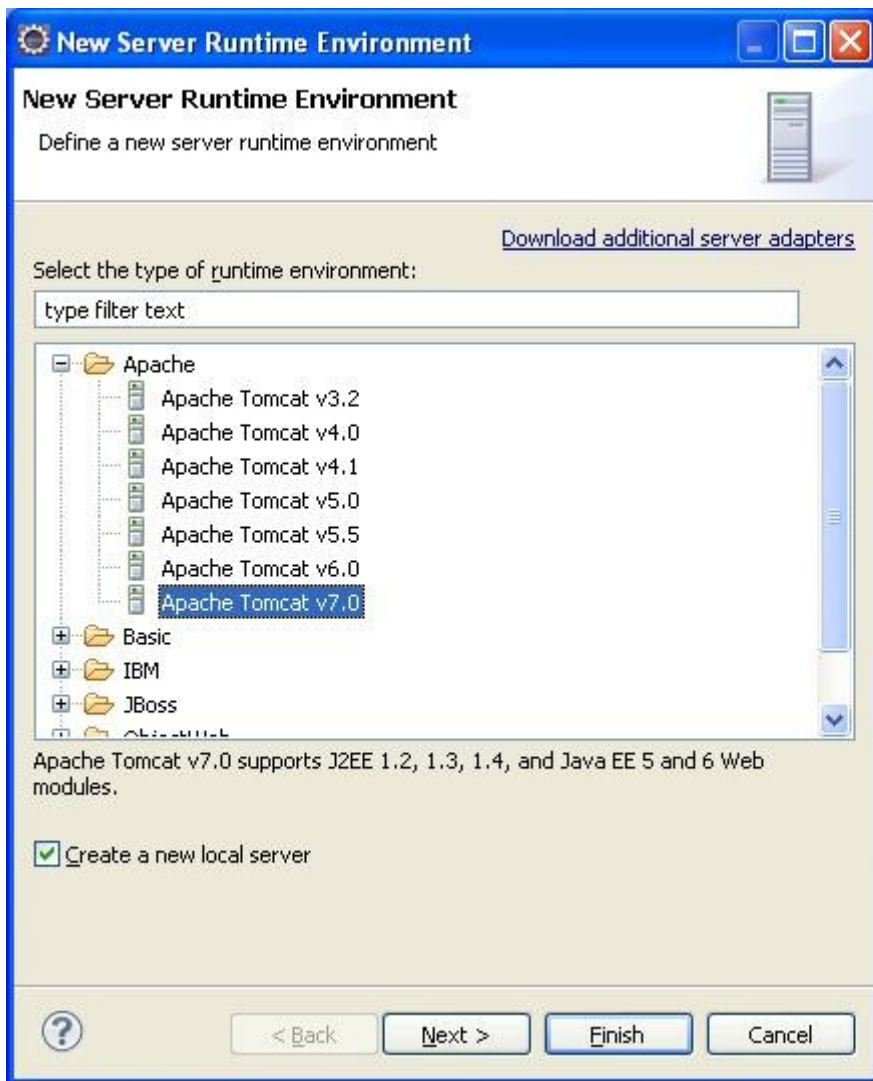 New Server Runtime Environment
New Server Runtime Environment
Define a new server runtime environment
Download additional server adapters
Select the type of runtime environment:
type filter text
Apache
Apache Tomcat v3.2
Apache Tomcat v4.0
Apache Tomcat v4.1
Apache Tomcat v5.0
Apache Tomcat v5.5
Apache Tomcat v6.0
Apache Tomcat v7.0
Basic
IBM
JBoss
Apache Tomcat v7.0 supports J2EE 1.2, 1.3, 1.4, and Java EE 5 and 6 Web
modules.
Create a new local server
? < Back Next > Finish Cancel